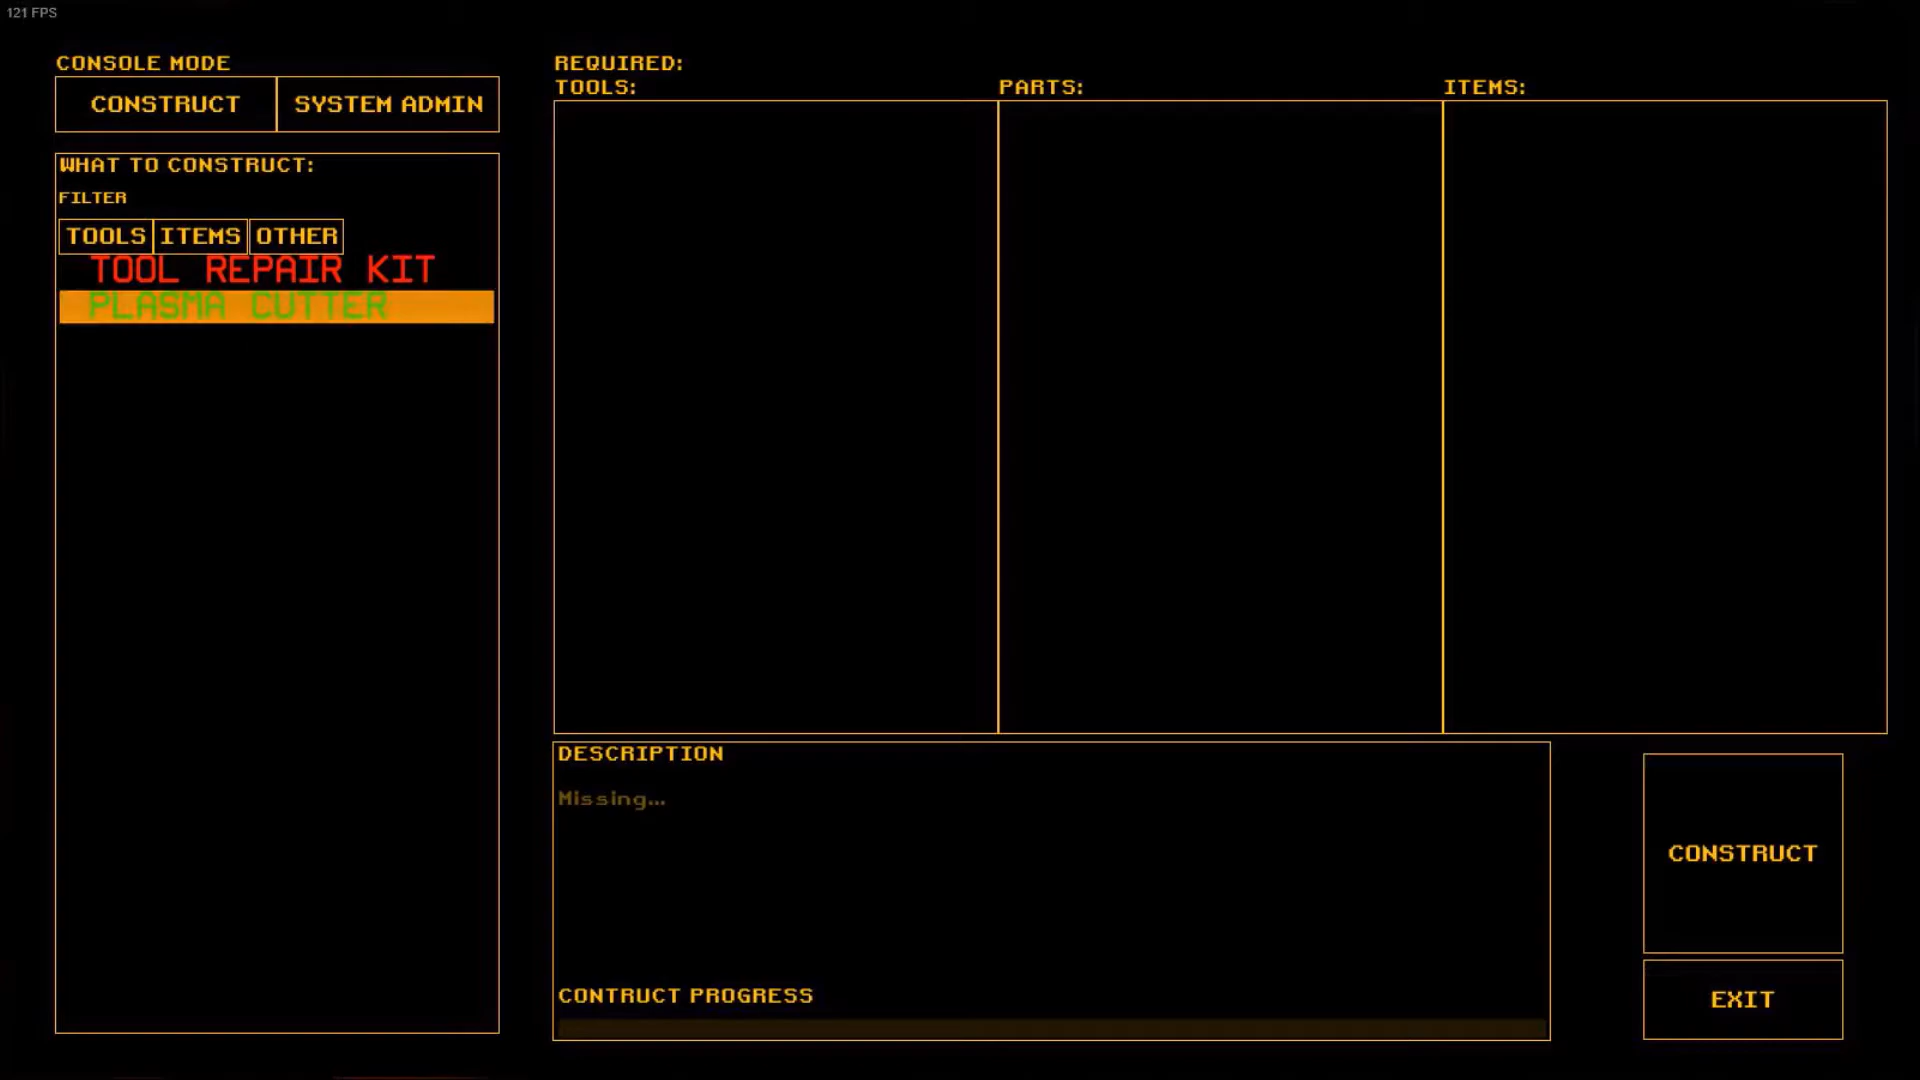 121 FPS
CONSOLE MODE
CONSTRUCT
SYSTEM ADMIN
WHAT TO CONSTRUCT:
FILTER
TOOLS
ITEMS
OTHER
TOOL REPAIR KIT
PLASMA CUTTER
REQUIRED:
TOOLS:
PARTS:
ITEMS:
DESCRIPTION
Missing...
CONTRUCT PROGRESS
CONSTRUCT
EXIT